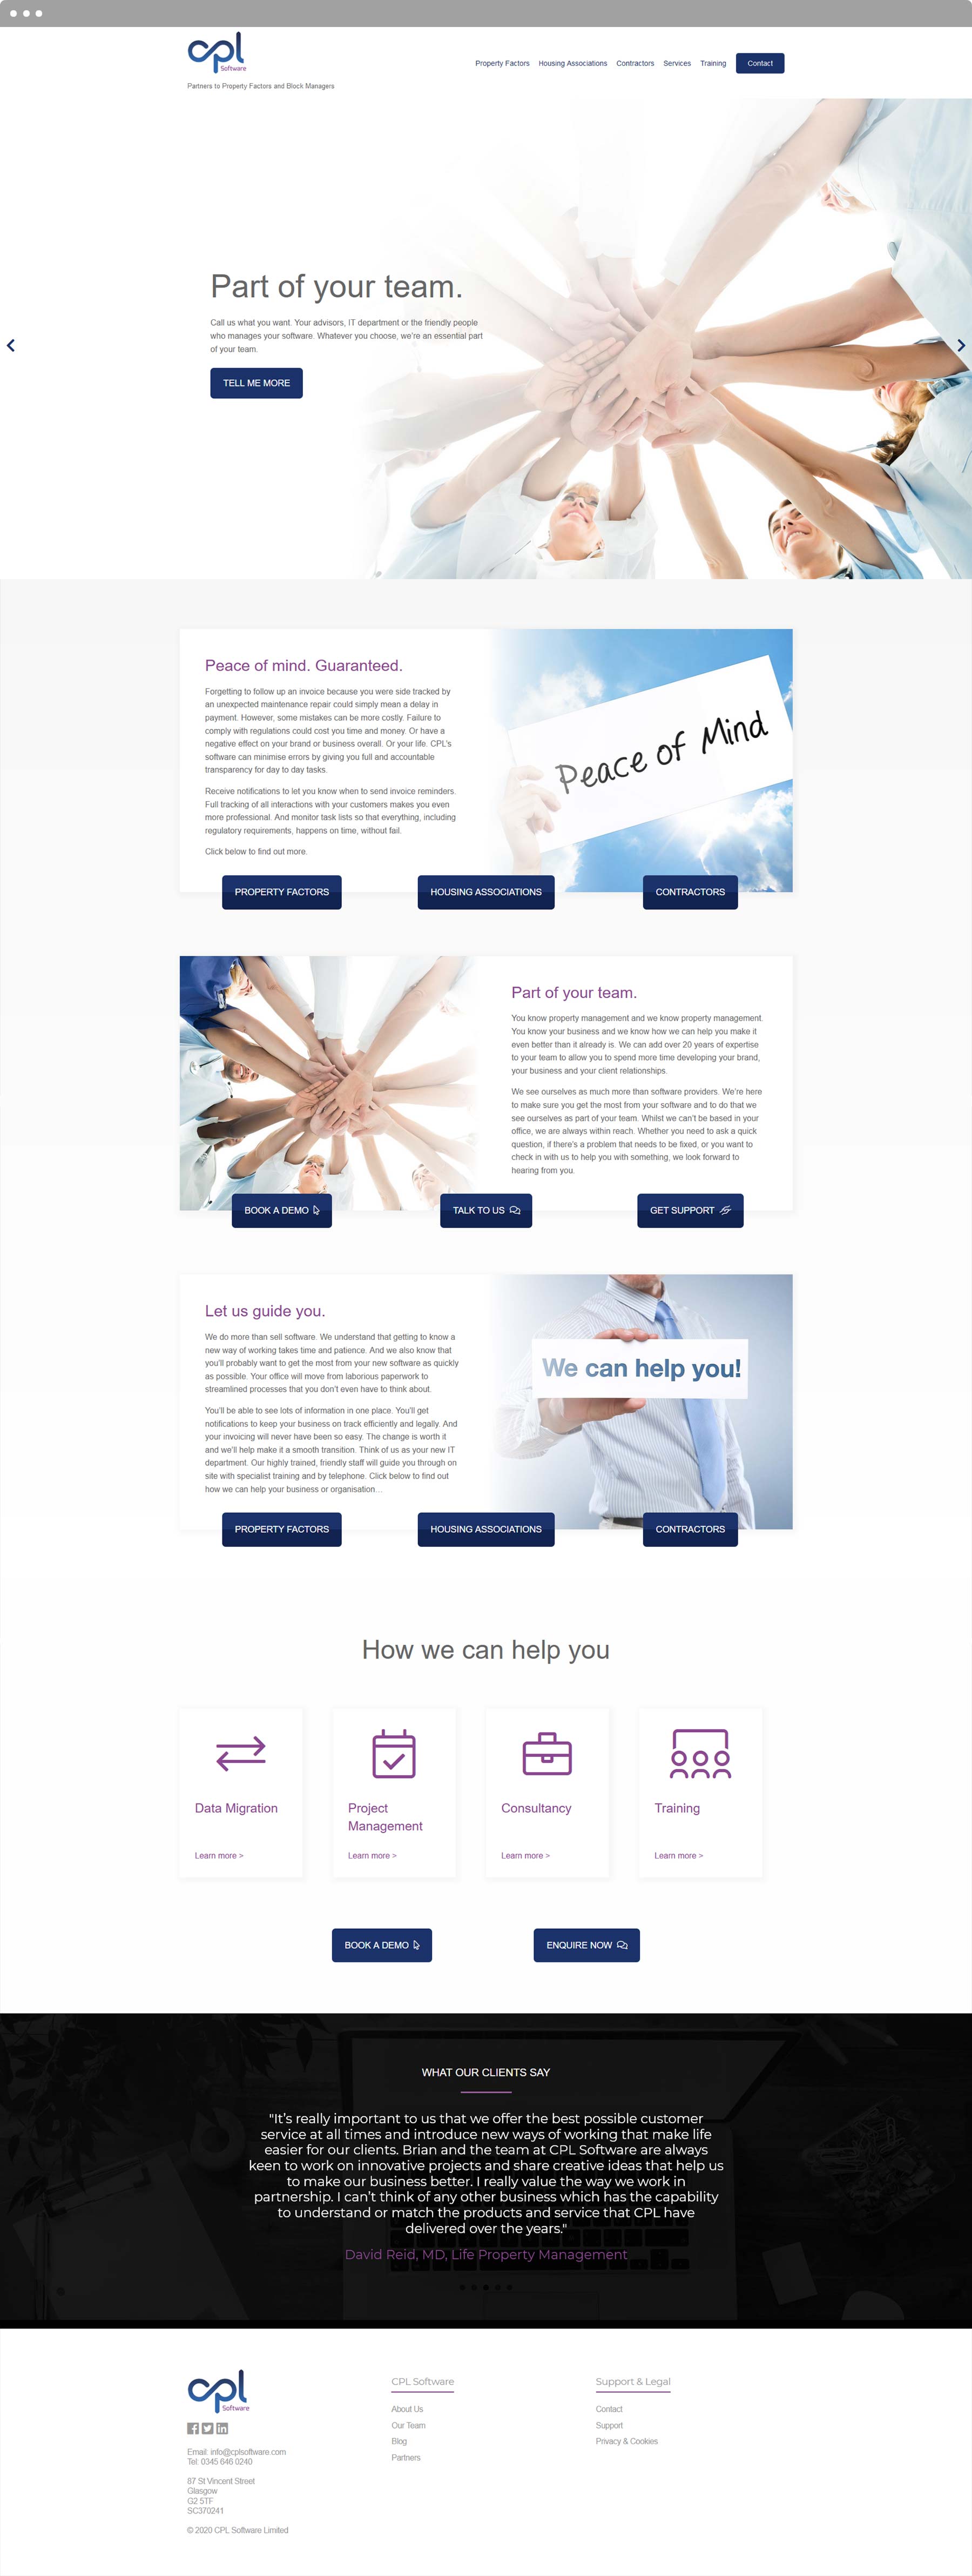 cpl
Software
Partners to Property Factors and Block Managers
Property Factors Housing Associations Contractors Services Training Contact
Part of your team.
Call us what you want. Your advisors, IT department or the friendly people
who manages your software. Whatever you choose, we're an essential part
of your team.
TELL ME MORE
Peace of mind. Guaranteed.
Forgetting to follow up an invoice because you were side tracked by
an unexpected maintenance repair could simply mean a delay in
payment. However, some mistakes can be more costly. Failure to
comply with regulations could cost you time and money. Or have a
negative effect on your brand or business overall. Or your life. CPL's
software can minimise errors by giving you full and accountable
transparency for day to day tasks.
Receive notifications to let you know when to send invoice reminders.
Full tracking of all interactions with your customers makes you even
more professional. And monitor task lists so that everything, including
regulatory requirements, happens on time, without fail.
Click below to find out more.
Peace of Mind
PROPERTY FACTORS HOUSING ASSOCIATIONS CONTRACTORS
Part of your team.
You know property management and we know property management.
You know your business and we know how we can help you make it
even better than it already is. We can add over 20 years of expertise
to your team to allow you to spend more time developing your brand,
your business and your client relationships.
We see ourselves as much more than software providers. We're here
to make sure you get the most from your software and to do that we
see ourselves as part of your team. Whilst we can't be based in your
office, we are always within reach. Whether you need to ask a quick
question, if there's a problem that needs to be fixed, or you want to
check in with us to help you with something, we look forward to
hearing from you.
BOOK A DEMO TALK TO US GET SUPPORT
Let us guide you.
We do more than sell software. We understand that getting to know a
new way of working takes time and patience. And we also know that
you'll probably want to get the most from your new software as quickly
as possible. Your office will move from laborious paperwork to
streamlined processes that you don't even have to think about.
You'll be able to see lots of information in one place. You'll get
notifications to keep your business on track efficiently and legally. And
your invoicing will never have been so easy. The change is worth it
and we'll help make it a smooth transition. Think of us as your new IT
department. Our highly trained, friendly staff will guide you through on
site with specialist training and by telephone. Click below to find out
how we can help your business or organisation…
We can help you!
PROPERTY FACTORS HOUSING ASSOCIATIONS CONTRACTORS
How we can help you
Data Migration
Learn more >
Project
Management
Learn more >
Consultancy
Learn more >
Training
Learn more >
BOOK A DEMO ENQUIRE NOW
WHAT OUR CLIENTS SAY
"It's really important to us that we offer the best possible customer
service at all times and introduce new ways of working that make life
easier for our clients. Brian and the team at CPL Software are always
keen to work on innovative projects and share creative ideas that help us
to make our business better. I really value the way we work in
partnership. I can't think of any other business which has the capability
to understand or match the products and service that CPL have
delivered over the years."
David Reid, MD, Life Property Management
cpl
Software
Email: info@cplsoftware.com
Tel: 0345 646 0240
87 St Vincent Street
Glasgow
G2 5TF
SC370241
© 2020 CPL Software Limited
CPL Software
About Us
Our Team
Blog
Partners
Support & Legal
Contact
Support
Privacy & Cookies